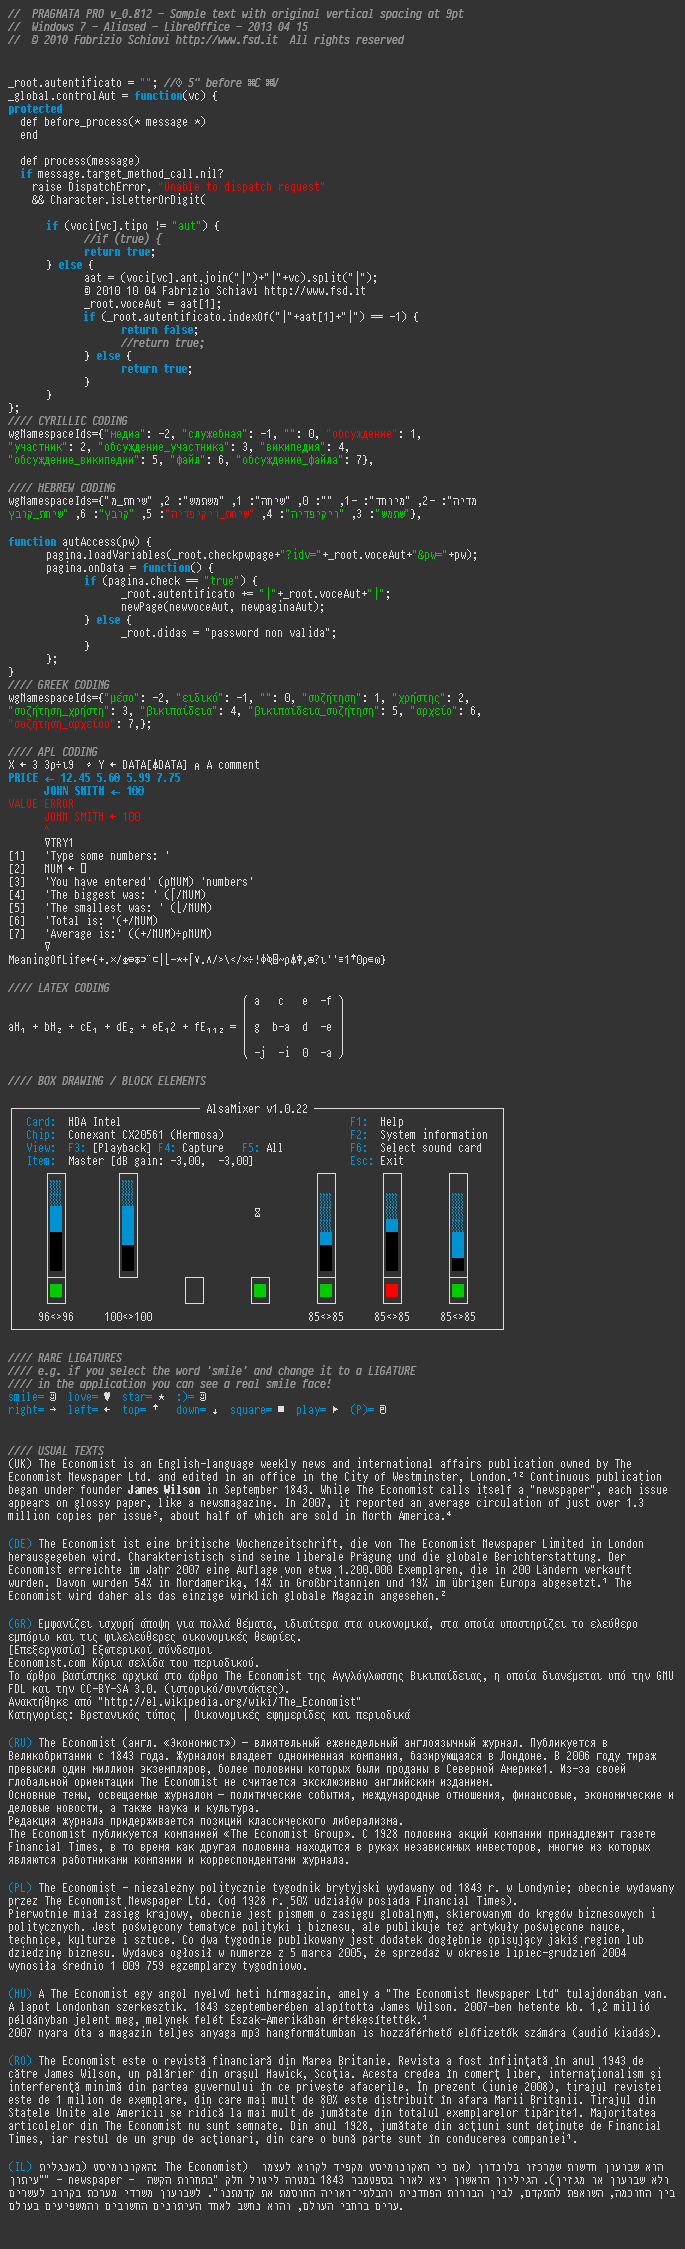 //  PRAGMATA PRO v_0.812 – Sample text with original vertical spacing at 9pt
//  Windows 7 – Aliased – LibreOffice – 2013 04 15
//  © 2010 Fabrizio Schiavi http://www.fsd.it  All rights reserved
_root.autentificato = ""; //◊ 5" before ⌘C ⌘V
_global.controlAut = function(vc) {
protected
def before_process(* message *)
end
def process(message)
if message.target_method_call.nil?
raise DispatchError, "Unable to dispatch request"
&& Character.isLetterOrDigit(
if (voci[vc].tipo != "aut") {
//if (true) {
return true;
} else {
aat = (voci[vc].ant.join("|")+"|"+vc).split("|");
© 2010 10 04 Fabrizio Schiavi http://www.fsd.it
_root.voceAut = aat[1];
if (_root.autentificato.indexOf("|"+aat[1]+"|") == -1) {
return false;
//return true;
} else {
return true;
}
}
};
//// CYRILLIC CODING
wgNamespaceIds={"медиа": -2, "служебная": -1, "": 0, "обсуждение": 1,
"участник": 2, "обсуждение_участника": 3, "википедия": 4,
"обсуждение_википедии": 5, "файл": 6, "обсуждение_файла": 7},
//// HEBREW CODING
wgNamespaceIds={"מדיה": -2, "מיוחד": -1, "": 0, "שיחה": 1, "משתמש": 2, "שיחת_מ
שתמש": 3, "ויקיפדיה": 4, "שיחת_ויקיפדיה": 5, "קובץ": 6, "שיחת_קובץ"},
function autAccess(pw) {
pagina.loadVariables(_root.checkpwpage+"?idv="+_root.voceAut+"&pw="+pw);
pagina.onData = function() {
if (pagina.check == "true") {
_root.autentificato += "|"+_root.voceAut+"|";
newPage(newvoceAut, newpaginaAut);
} else {
_root.didas = "password non valida";
}
};
}
//// GREEK CODING
wgNamespaceIds={"μέσο": -2, "ειδικό": -1, "": 0, "συζήτηση": 1, "χρήστης": 2,
"συζήτηση_χρήστη": 3, "βικιπαίδεια": 4, "βικιπαίδεια_συζήτηση": 5, "αρχείο": 6,
"συζήτηση_αρχείου": 7,};
//// APL CODING
X ← 3 3⍴÷⍳9  Y ← DATA[⍋DATA] ⍝ A comment
PRICE ← 12.45 5.60 5.99 7.75
JOHN SMITH ← 100
VALUE ERROR
JOHN SMITH ← 100
^
∇TRY1
[1]   'Type some numbers: '
[2]   NUM ← ⎕
[3]   'You have entered' (⍴NUM) 'numbers'
[4]   'The biggest was: ' (⌈/NUM)
[5]   'The smallest was: ' (⌊/NUM)
[6]   'Total is: '(+/NUM)
[7]   'Average is:' ((+/NUM)÷⍴NUM)
∇
//// LATEX CODING
a   c   e  -f
aH₁ + bH₂ + cE₁ + dE₂ + eE₁2 + fE₁₁₂ = g  b-a  d  -e
-j  -i  0  -a
//// BOX DRAWING / BLOCK ELEMENTS
AlsaMixer v1.0.22
Card:  HDA Intel   F1:  Help
Chip:  Conexant CX20561 (Hermosa)   F2:  System information
View:  F3: [Playback] F4: Capture   F5: All   F6:  Select sound card
Item:  Master [dB gain: -3,00,  -3,00]   Esc: Exit
96<>96   100<>100   85<>85   85<>85   85<>85
//// RARE LIGATURES
//// e.g. if you select the word 'smile' and change it to a LIGATURE
//// in the application you can see a real smile face!
smile= ☺  love= ♥  star= ★  :)= ☺
right= →  left= ←  top= ↑   down= ↓  square= ■  play= ▶  (P)= ℗
//// USUAL TEXTS
(UK) The Economist is an English-language weekly news and international affairs publication owned by The
Economist Newspaper Ltd. and edited in an office in the City of Westminster, London.¹² Continuous publication
began under founder James Wilson in September 1843. While The Economist calls itself a "newspaper", each issue
appears on glossy paper, like a newsmagazine. In 2007, it reported an average circulation of just over 1.3
million copies per issue³, about half of which are sold in North America.⁴
(DE) The Economist ist eine britische Wochenzeitschrift, die von The Economist Newspaper Limited in London
herausgegeben wird. Charakteristisch sind seine liberale Prägung und die globale Berichterstattung. Der
Economist erreichte im Jahr 2007 eine Auflage von etwa 1.200.000 Exemplaren, die in 200 Ländern verkauft
wurden. Davon wurden 54% in Nordamerika, 14% in Großbritannien und 19% im übrigen Europa abgesetzt.¹ The
Economist wird daher als das einzige wirklich globale Magazin angesehen.²
(GR) Εμφανίζει ισχυρή άποψη για πολλά θέματα, ιδιαίτερα στα οικονομικά, στα οποία υποστηρίζει το ελεύθερο
εμπόριο και τις φιλελεύθερες οικονομικές θεωρίες.
[Επεξεργασία] Εξωτερικοί σύνδεσμοι
Economist.com Κύρια σελίδα του περιοδικού.
Το άρθρο βασίστηκε αρχικά στο άρθρο The Economist της Αγγλόγλωσσης Βικιπαίδειας, η οποία διανέμεται υπό την GNU
FDL και την CC-BY-SA 3.0. (ιστορικό/συντάκτες).
Ανακτήθηκε από "http://el.wikipedia.org/wiki/The_Economist"
Κατηγορίες: Βρετανικός τύπος | Οικονομικές εφημερίδες και περιοδικά
(RU) The Economist (англ. «Экономист») — влиятельный еженедельный англоязычный журнал. Публикуется в
Великобритании с 1843 года. Журналом владеет одноименная компания, базирующаяся в Лондоне. В 2006 году тираж
превысил один миллион экземпляров, более половины которых были проданы в Северной Америке1. Из-за своей
глобальной ориентации The Economist не считается эксклюзивно английским изданием.
Основные темы, освещаемые журналом — политические события, международные отношения, финансовые, экономические и
деловые новости, а также наука и культура.
Редакция журнала придерживается позиций классического либерализма.
The Economist публикуется компанией «The Economist Group». С 1928 половина акций компании принадлежит газете
Financial Times, в то время как другая половина находится в руках независимых инвесторов, многие из которых
являются работниками компании и корреспондентами журнала.
(PL) The Economist – niezależny politycznie tygodnik brytyjski wydawany od 1843 r. w Londynie; obecnie wydawany
przez The Economist Newspaper Ltd. (od 1928 r. 50% udziałów posiada Financial Times).
Pierwotnie miał zasięg krajowy, obecnie jest pismem o zasięgu globalnym, skierowanym do kręgów biznesowych i
politycznych. Jest poświęcony tematyce polityki i biznesu, ale publikuje też artykuły poświęcone nauce,
technice, kulturze i sztuce. Co dwa tygodnie publikowany jest dodatek dogłębnie opisujący jakiś region lub
dziedzinę biznesu. Wydawca ogłosił w numerze z 5 marca 2005, że sprzedaż w okresie lipiec-grudzień 2004
wynosiła średnio 1 009 759 egzemplarzy tygodniowo.
(HU) A The Economist egy angol nyelvű heti hírmagazin, amely a "The Economist Newspaper Ltd" tulajdonában van.
A lapot Londonban szerkesztik. 1843 szeptemberében alapította James Wilson. 2007-ben hetente kb. 1,2 millió
példányban jelent meg, melynek felét Észak-Amerikában értékesítették.¹
2007 nyara óta a magazin teljes anyaga mp3 hangformátumban is hozzáférhető előfizetők számára (audió kiadás).
(RO) The Economist este o revistă financiară din Marea Britanie. Revista a fost înființată în anul 1943 de
către James Wilson, un pălărier din orașul Hawick, Scoția. Acesta credea în comerț liber, internaționalism și
interferență minimă din partea guvernului în ce privește afacerile. În prezent (iunie 2008), tirajul revistei
este de 1 milion de exemplare, din care mai mult de 80% este distribuit în afara Marii Britanii. Tirajul din
Statele Unite ale Americii se ridică la mai mult de jumătate din totalul exemplarelor tipărite1. Majoritatea
articolelor din The Economist nu sunt semnate. Din anul 1928, jumătate din acțiuni sunt deținute de Financial
Times, iar restul de un grup de acționari, din care o bună parte sunt în conducerea companiei¹.
(IL) האקונומיסט (באנגלית: The Economist) הוא שבועון חדשות שמרכזו בלונדון (אם כי האקונומיסט מקפיד לקרוא לעצמו
"עיתון" – newspaper – ולא שבועון או מגזין). הגיליון הראשון יצא לאור בספטמבר 1843 במטרה ליטול חלק "בתחרות הקשה
בין התוכמה, השואפת להתקדם, לבין הבורות הפחדנית והבלתי-ראויה החוסמת את קדמתנו". לשבועון משרדי מערכת בקרוב לעשרים
ערים ברחבי העולם, והוא נחשב לאחד העיתונים החשובים והמשפיעים בעולם.